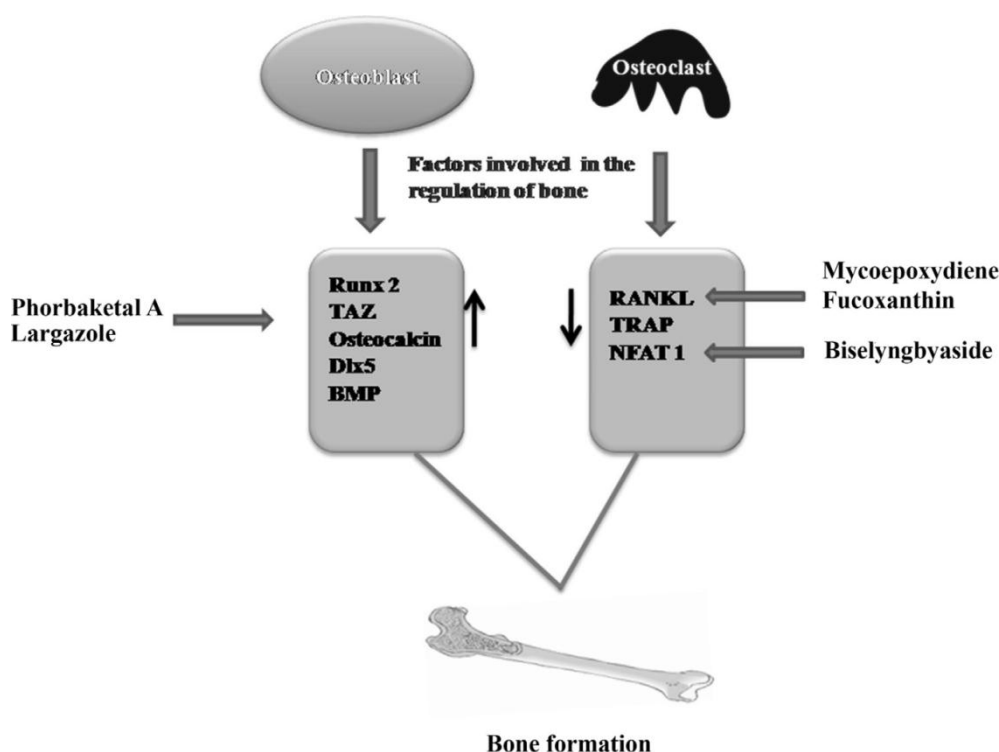 Osteoblast
Osteoclast
Factors involved in the
regulation of bone
Phorbaketal A
Largazole
Runx 2
TAZ
Osteocalcin
Dlx5
BMP
RANKL
TRAP
NFAT 1
Mycoepoxydiene
Fucoxanthin
Biselyngbyaside
Bone formation